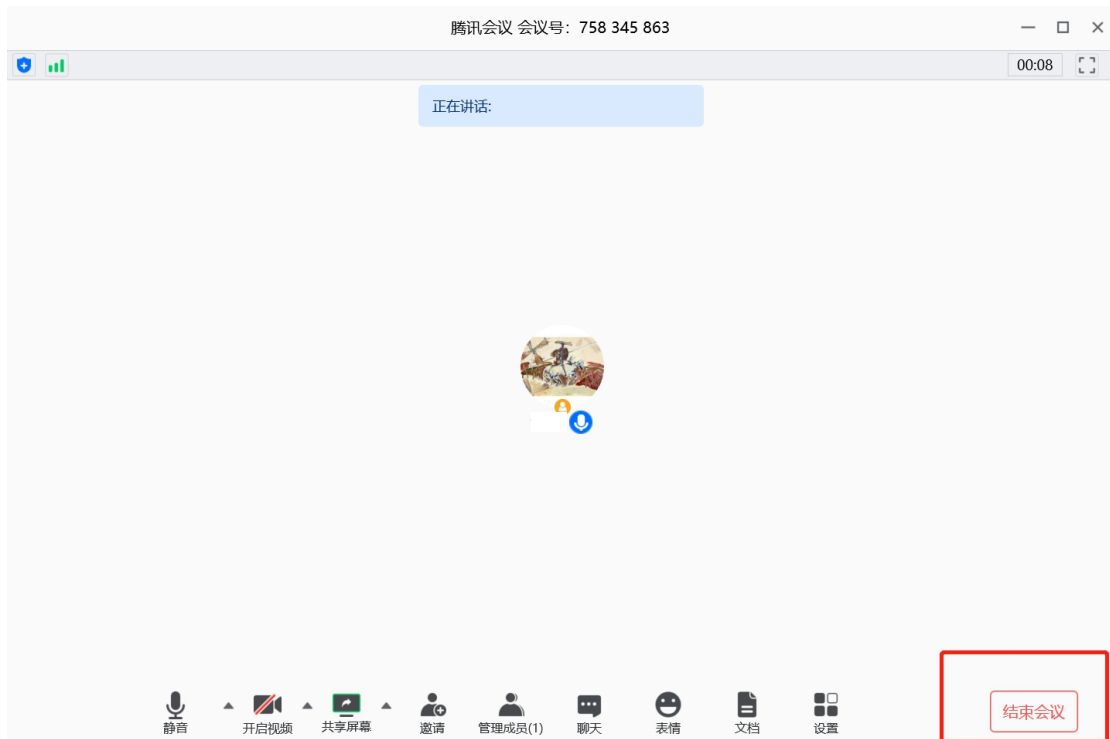 腾讯会议 会议号：758 345 863
00:08
正在讲话:
静音
开启视频
共享屏幕
邀请
管理成员(1)
聊天
表情
文档
设置
结束会议